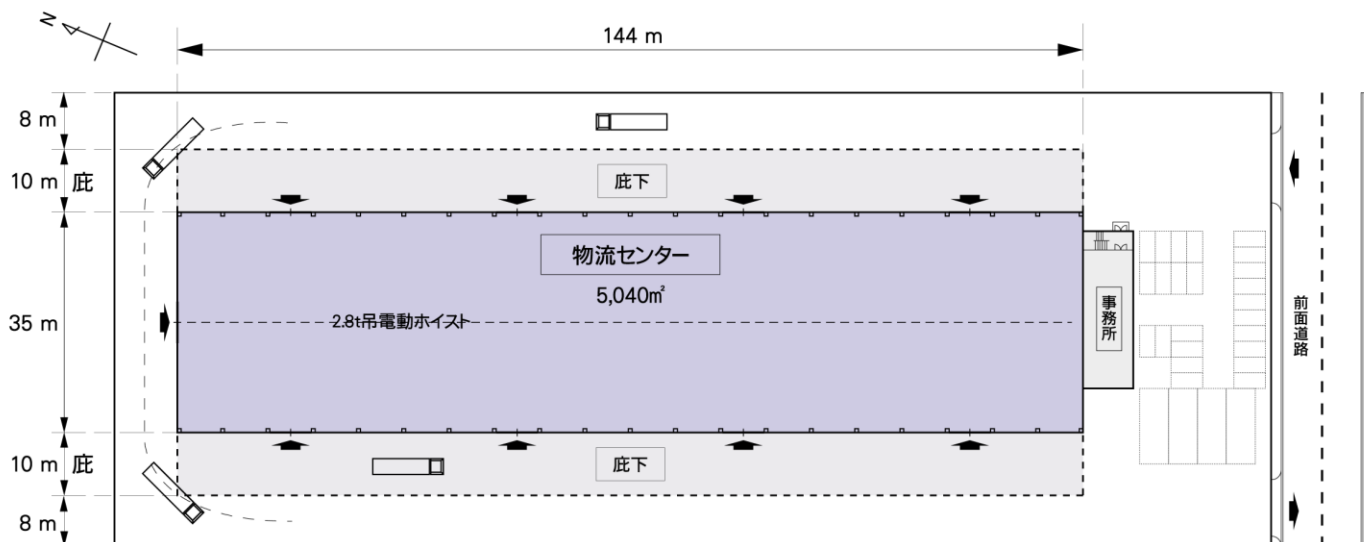 N
144 m
8 m
10 m 庇
庇下
物流センター
5,040㎡
35 m
2.8t吊電動ホイスト
事務所
前面道路
10 m 庇
庇下
8 m